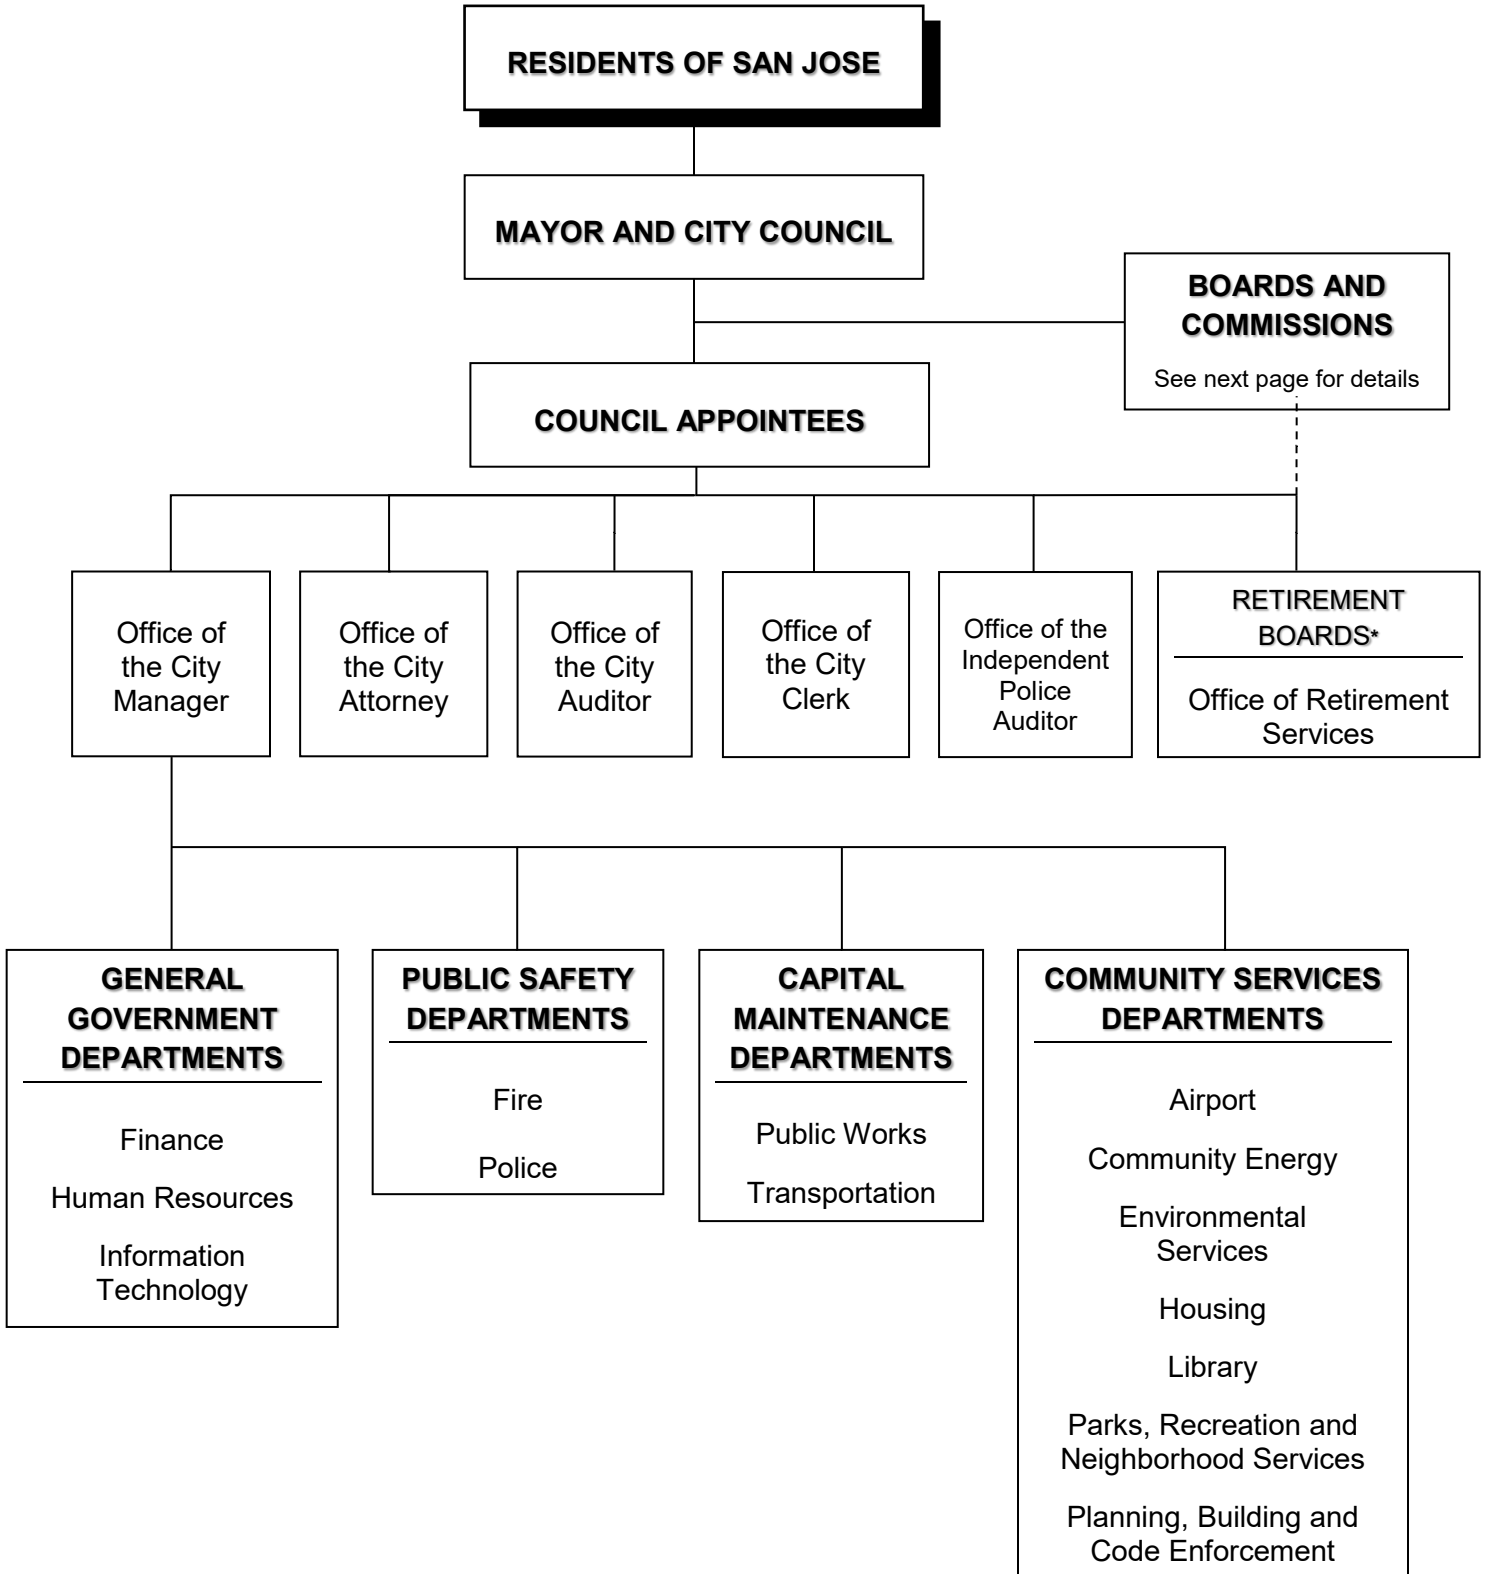 RESIDENTS OF SAN JOSE
MAYOR AND CITY COUNCIL
BOARDS AND
COMMISSIONS
See next page for details
COUNCIL APPOINTEES
Office of
the City
Manager
Office of
the City
Attorney
Office of
the City
Auditor
Office of
the City
Clerk
Office of the
Independent
Police
Auditor
RETIREMENT
BOARDS*
Office of Retirement
Services
GENERAL
GOVERNMENT
DEPARTMENTS
Finance
Human Resources
Information
Technology
PUBLIC SAFETY
DEPARTMENTS
Fire
Police
CAPITAL
MAINTENANCE
DEPARTMENTS
Public Works
Transportation
COMMUNITY SERVICES
DEPARTMENTS
Airport
Community Energy
Environmental
Services
Housing
Library
Parks, Recreation and
Neighborhood Services
Planning, Building and
Code Enforcement